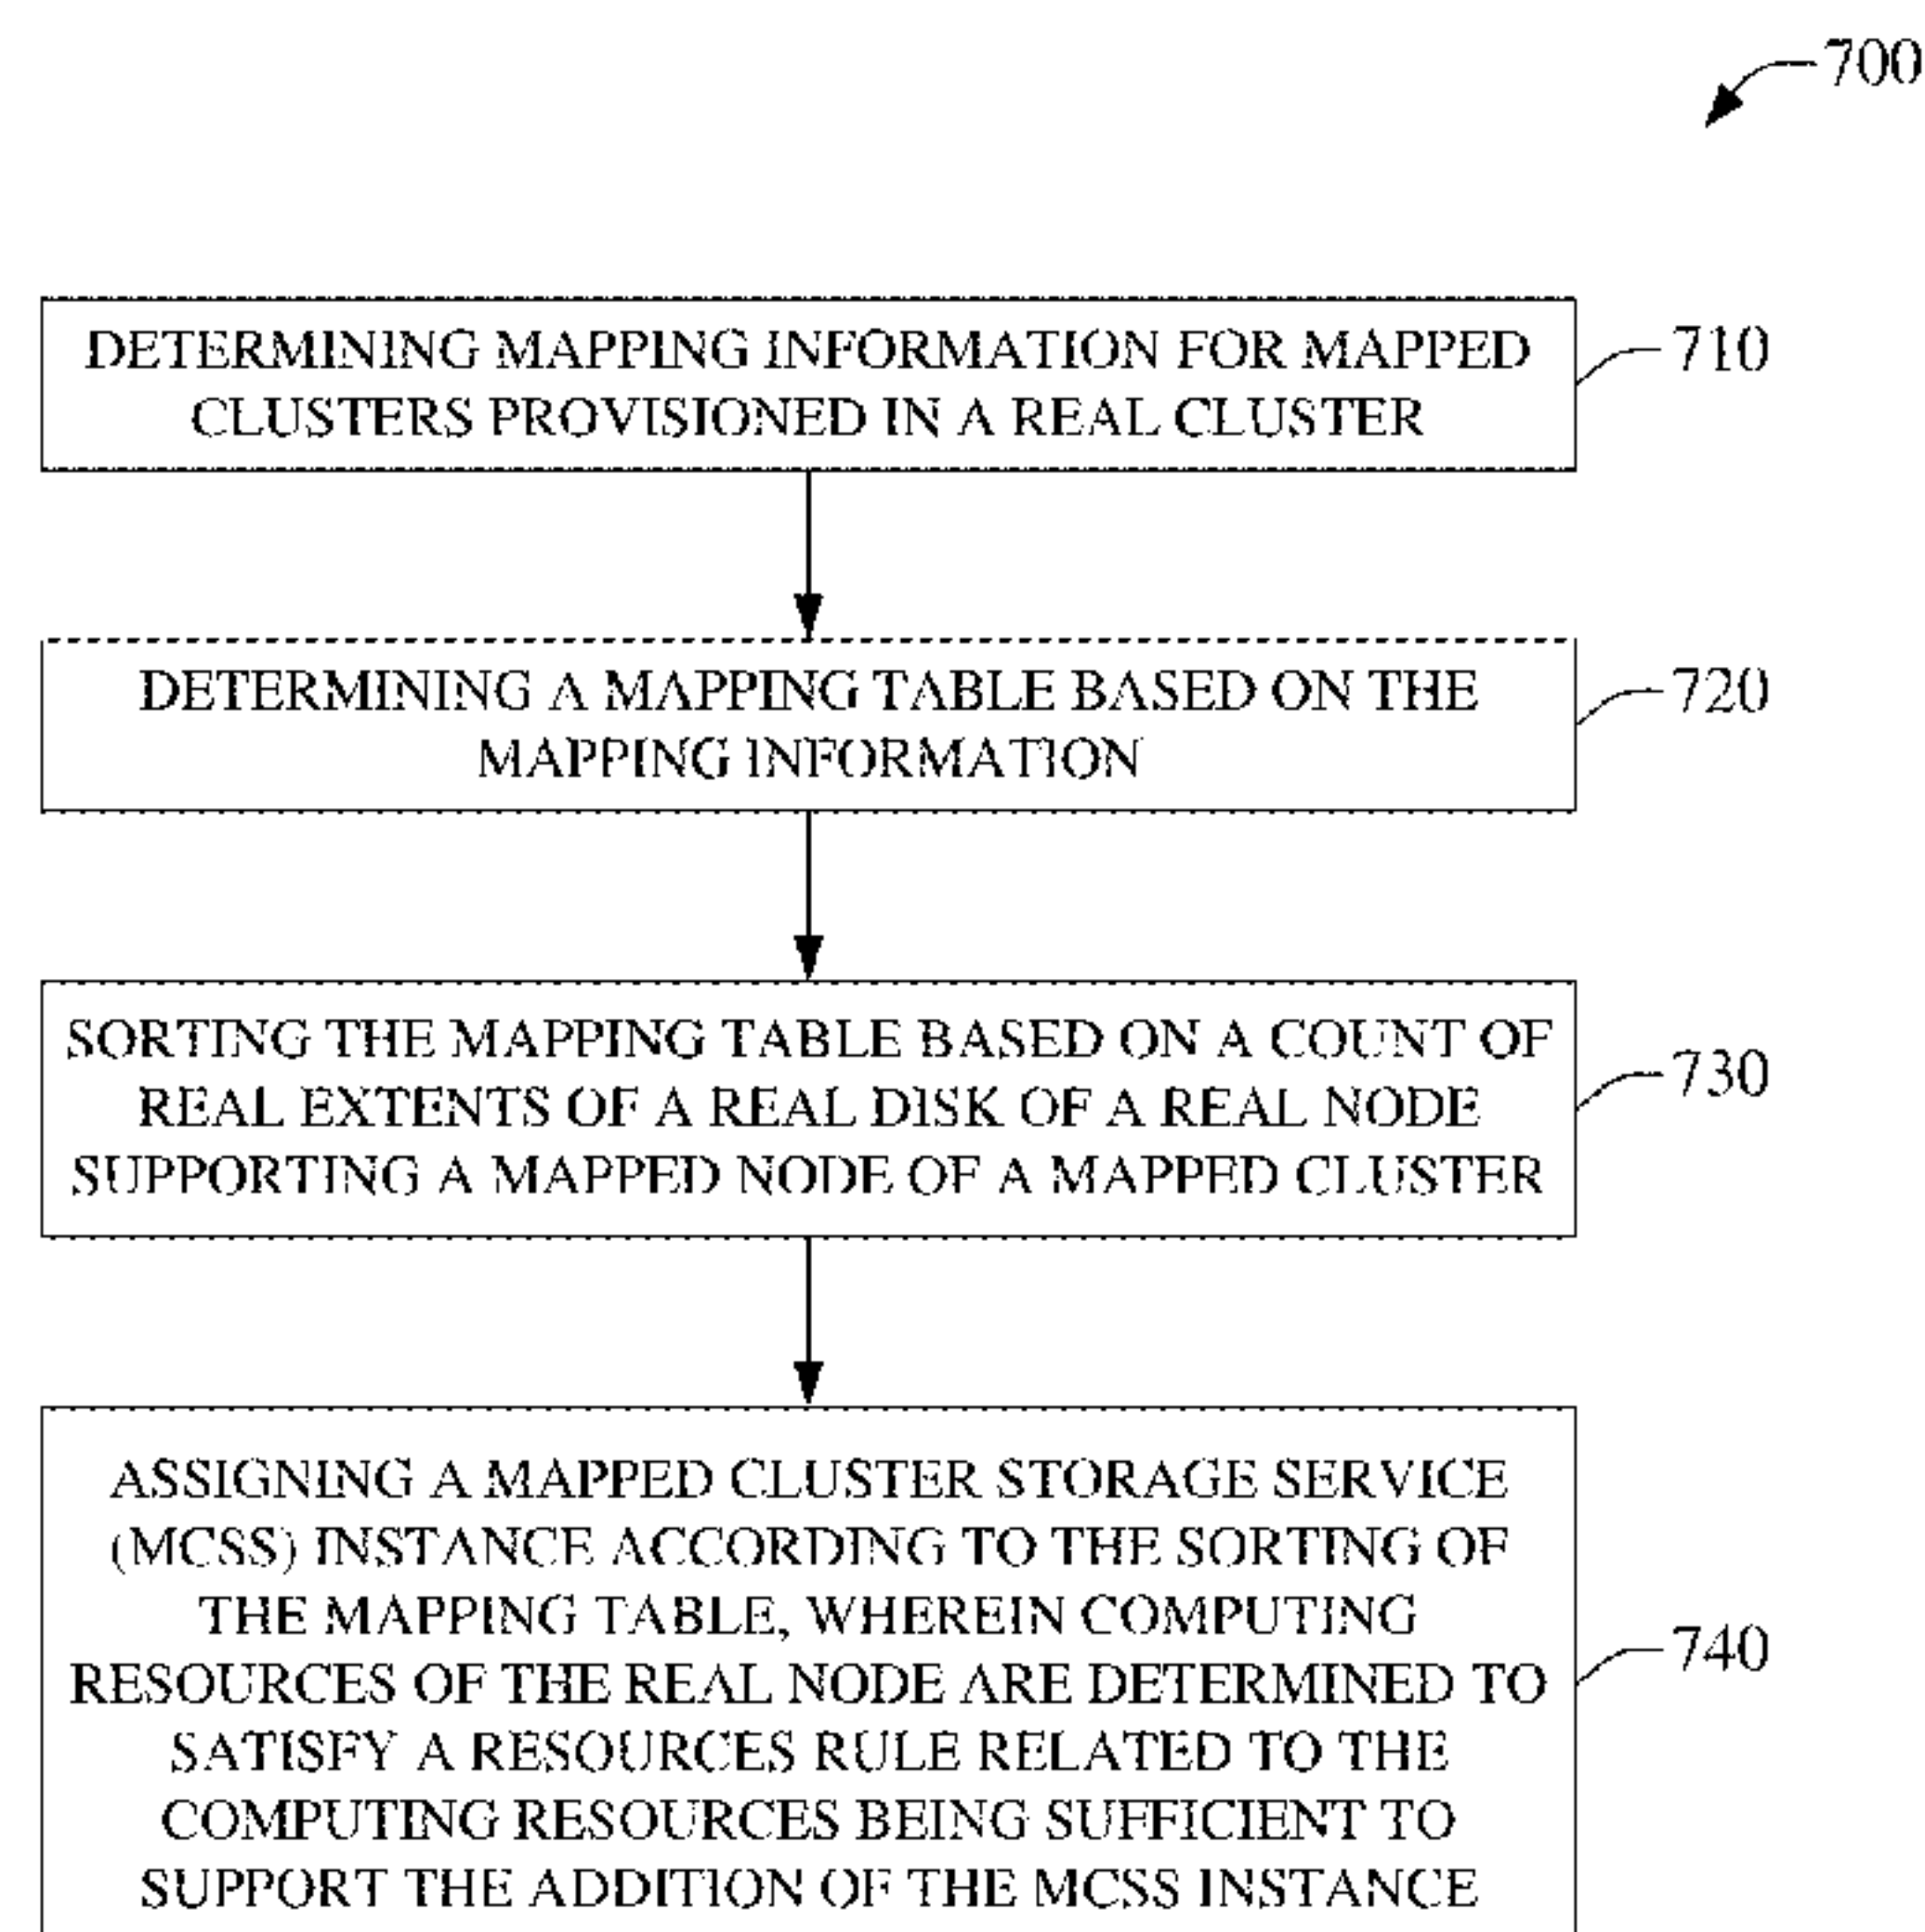 700
DETERMINING MAPPING INFORMATION FOR MAPPED
CLUSTERS PROVISIONED IN A REAL CLUSTER
710
DETERMINING A MAPPING TABLE BASED ON THE
MAPPING INFORMATION
720
SORTING THE MAPPING TABLE BASED ON A COUNT OF
REAL EXTENTS OF A REAL DISK OF A REAL NODE
SUPPORTING A MAPPED NODE OF A MAPPED CLUSTER
730
ASSIGNING A MAPPED CLUSTER STORAGE SERVICE
(MCSS) INSTANCE ACCORDING TO THE SORTING OF
THE MAPPING TABLE, WHEREIN COMPUTING
RESOURCES OF THE REAL NODE ARE DETERMINED TO
SATISFY A RESOURCES RULE RELATED TO THE
COMPUTING RESOURCES BEING SUFFICIENT TO
SUPPORT THE ADDITION OF THE MCSS INSTANCE
740